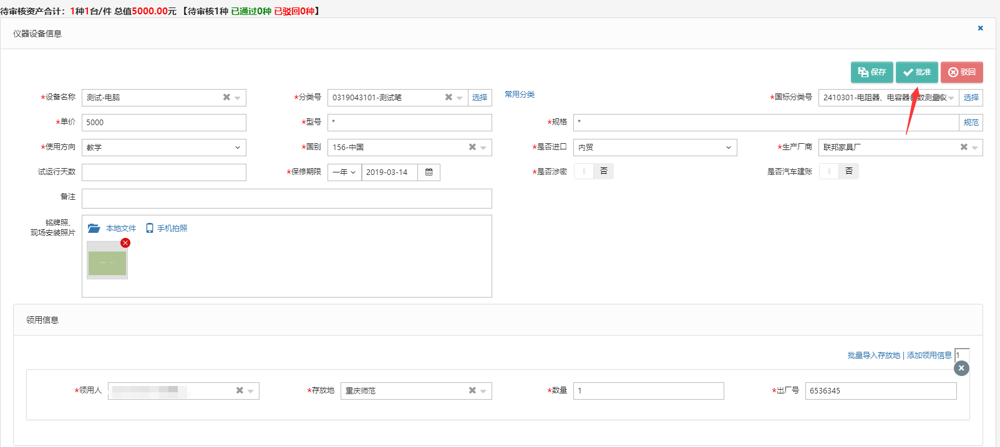 待审核资产合计：1种1台/件 总值5000.00元 【待审核1种 已通过0种 已驳回0种】
仪器设备信息
保存 批准 驳回
*设备名称 测试-电脑 *分类号 0319043101-测试笔 选择 常用分类 *国标分类号 2410301-电阻器、电容器参数测量仪 选择
*单价 5000 *型号 * *规格 * 规范
*使用方向 教学 *国别 156-中国 *是否进口 内贸 *生产厂商 联邦家具厂
试运行天数 *保修期限 一年 2019-03-14 *是否涉密 否 是否汽车建账 否
备注
铭牌照、
现场安装照片
本地文件 手机拍照
领用信息
批量导入存放地 | 添加领用信息 1
*领用人 *存放地 重庆师范 *数量 1 *出厂号 6536345